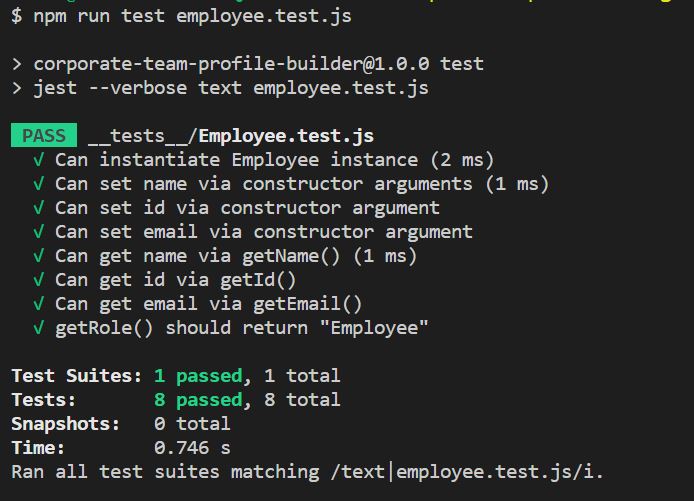 $ npm run test employee.test.js
> corporate-team-profile-builder@1.0.0 test
> jest --verbose text employee.test.js
PASS __tests__/Employee.test.js
√ Can instantiate Employee instance (2 ms)
√ Can set name via constructor arguments (1 ms)
√ Can set id via constructor argument
√ Can set email via constructor argument
√ Can get name via getName() (1 ms)
√ Can get id via getId()
√ Can get email via getEmail()
√ getRole() should return "Employee"
Test Suites: 1 passed, 1 total
Tests: 8 passed, 8 total
Snapshots: 0 total
Time: 0.746 s
Ran all test suites matching /text|employee.test.js/i.